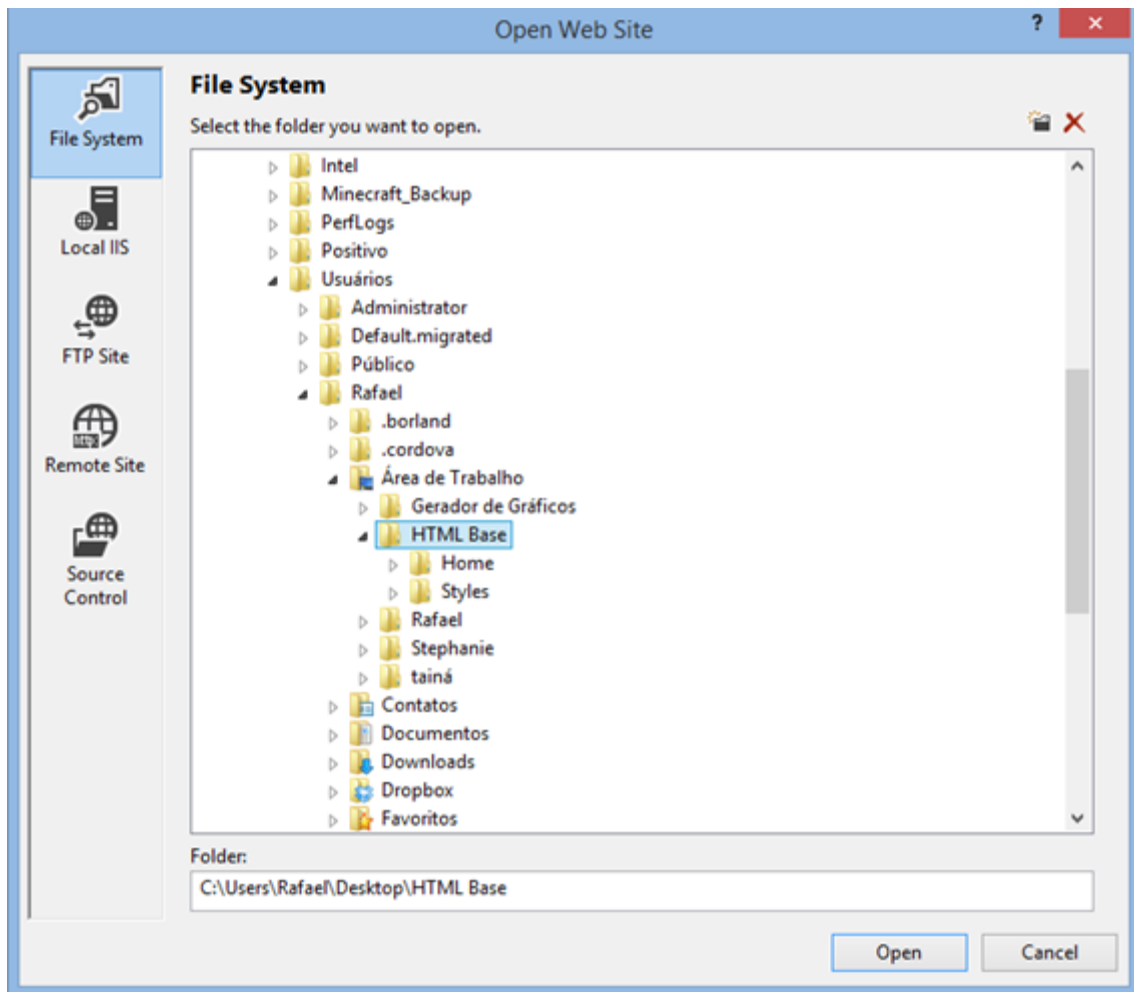 Open Web Site
?
File System
Local IIS
FTP Site
http:
Remote Site
Source
Control
File System
Select the folder you want to open.
Intel
Minecraft_Backup
PerfLogs
Positivo
Usuários
Administrator
Default.migrated
Público
Rafael
.borland
.cordova
Área de Trabalho
Gerador de Gráficos
HTML Base
Home
Styles
Rafael
Stephanie
tainá
Contatos
Documentos
Downloads
Dropbox
Favoritos
Folder:
C:\Users\Rafael\Desktop\HTML Base
Open Cancel